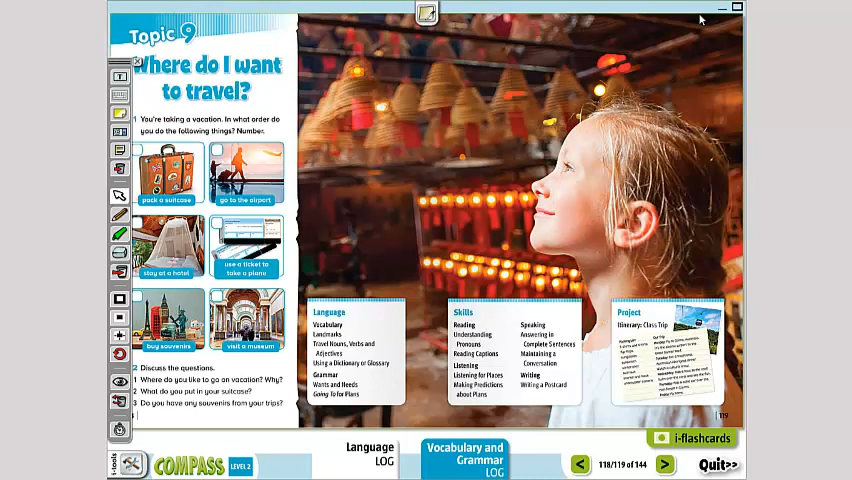 Topic 9
Where do I want
to travel?
1 You're taking a vacation. In what order do
you do the following things? Number.
pack a suitcase
go to the airport
stay at a hotel
use a ticket to
take a plane
buy souvenirs
visit a museum
2 Discuss the questions.
1 Where do you like to go on vacation? Why?
2 What do you put in your suitcase?
3 Do you have any souvenirs from your trips?
Language
Vocabulary
Landmarks
Travel Nouns, Verbs and
Adjectives
Using a Dictionary or Glossary
Grammar
Wants and Needs
Going To for Plans
Skills
Reading
Understanding
Pronouns
Reading Captions
Listening
Listening for Places
Making Predictions
about Plans
Speaking
Answering in
Complete Sentences
Maintaining a
Conversation
Writing
Writing a Postcard
Project
Itinerary: Class Trip
119
i-flashcards
i-tools
COMPASS LEVEL 2
Language
LOG
Vocabulary and
Grammar
LOG
< 118/119 of 144 >
Quit>>